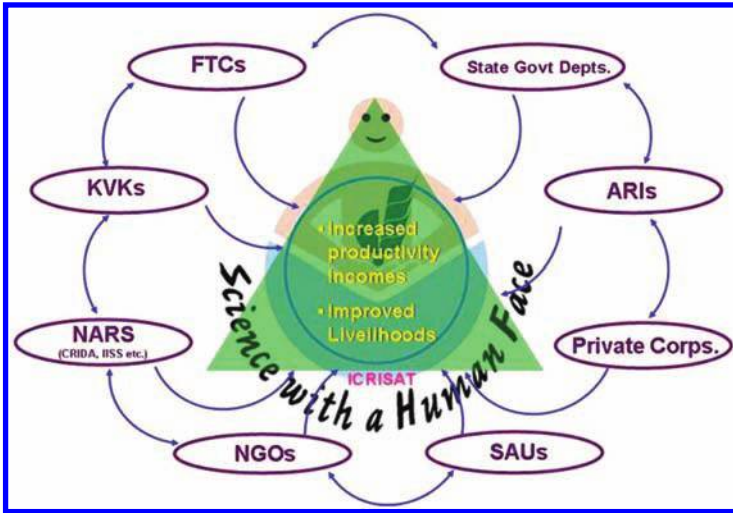 FTCs
State Govt Depts.
KVKs
ARIs
• Increased
productivity
Incomes
• Improved
Livelihoods
NARS
(CRIDA, IISS etc.)
Private Corps.
ICRISAT
Science with a Human Face
NGOs
SAUs